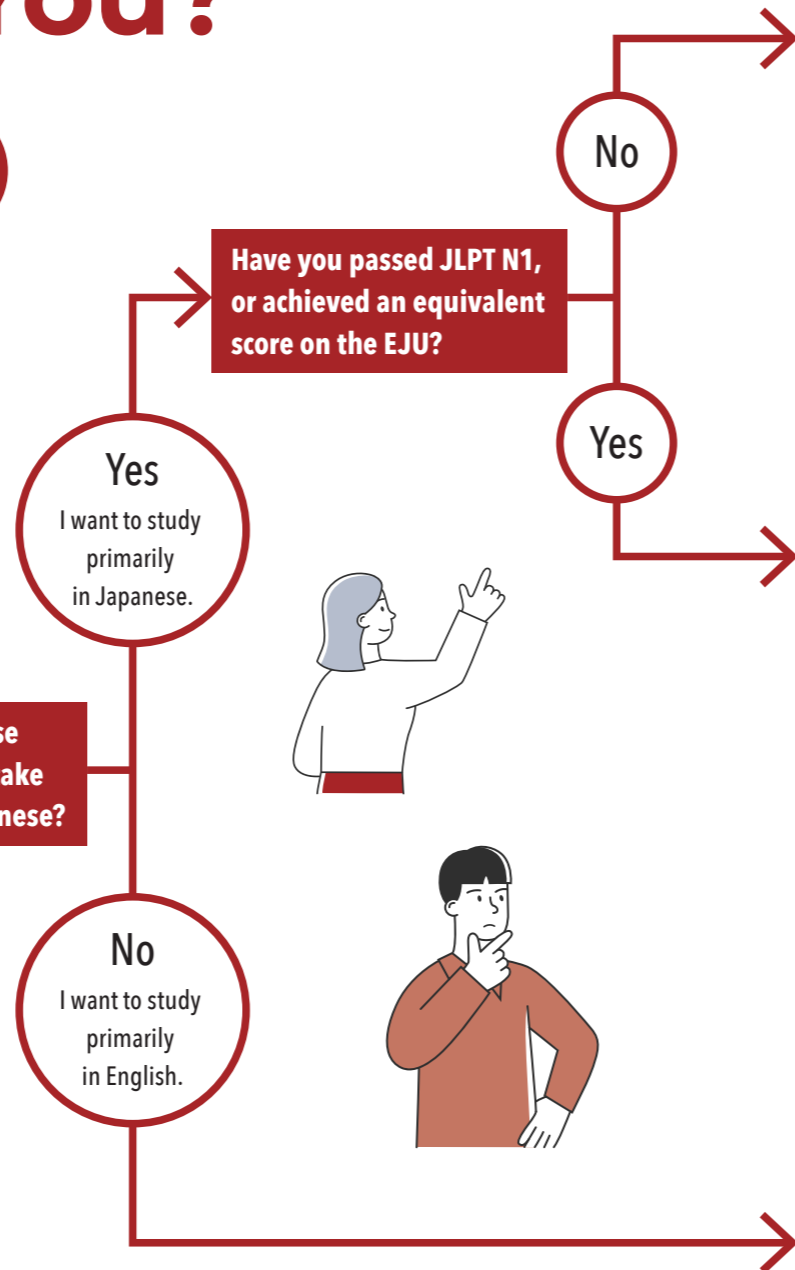 You?
No
Have you passed JLPT N1,
or achieved an equivalent
score on the EJU?
Yes
Yes
I want to study
primarily
in Japanese.
No
I want to study
primarily
in English.